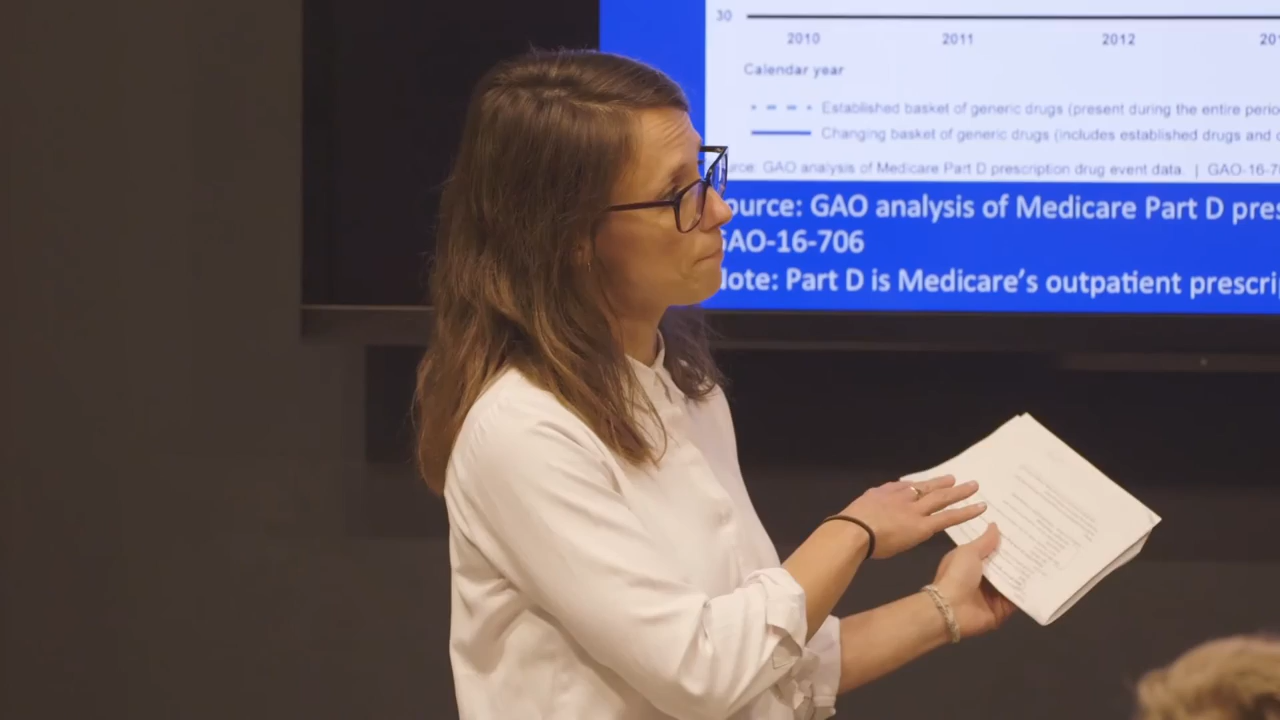 30
2010 2011 2012 20
Calendar year
Established basket of generic drugs (present during the entire perio
Changing basket of generic drugs (includes established drugs and
urce: GAO analysis of Medicare Part D prescription drug event data. | GAO-16-70
ource: GAO analysis of Medicare Part D pres
GAO-16-706
Note: Part D is Medicare's outpatient prescri